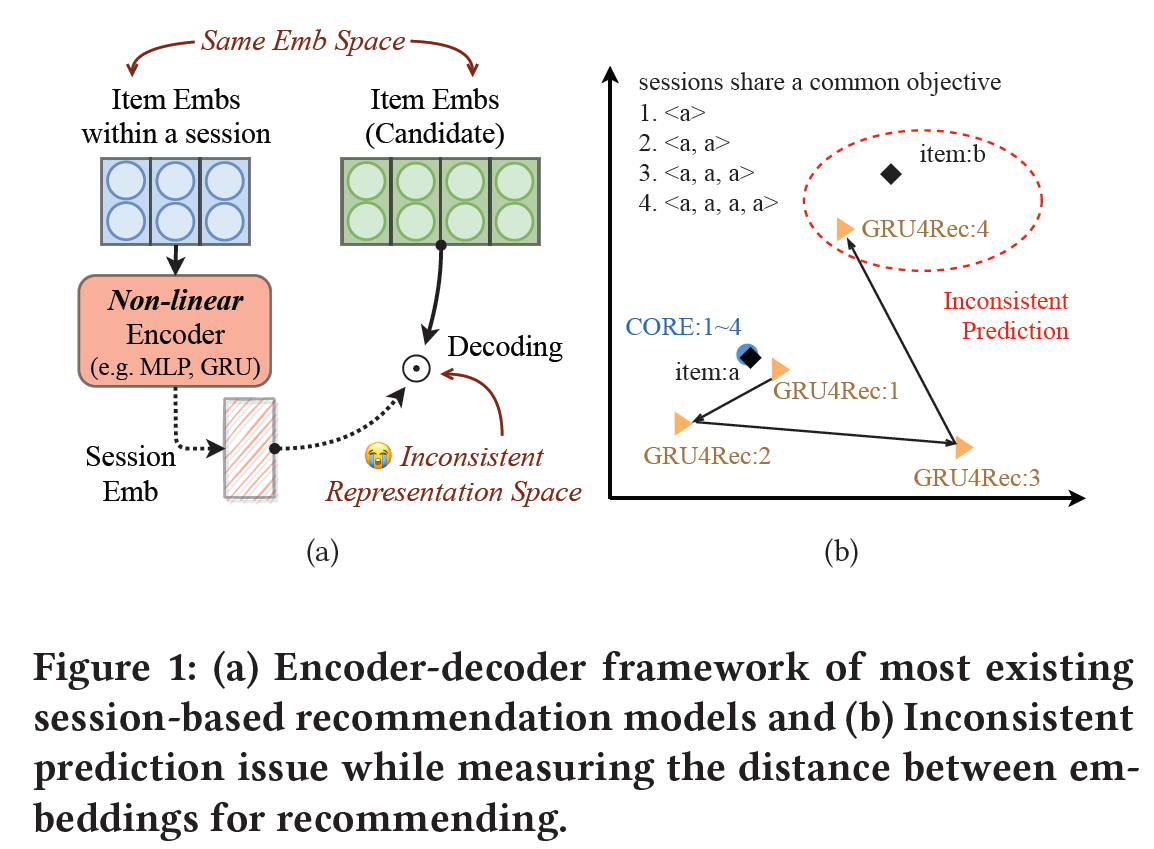 Same Emb Space
Item Embs
within a session
Item Embs
(Candidate)
Non-linear
Encoder
(e.g. MLP, GRU)
Decoding
Session
Emb
😭 Inconsistent
Representation Space
(a)
sessions share a common objective
1. <a>
2. <a, a>
3. <a, a, a>
4. <a, a, a, a>
item:b
GRU4Rec:4
Inconsistent
Prediction
CORE:1~4
item:a
GRU4Rec:1
GRU4Rec:2
GRU4Rec:3
(b)
Figure 1: (a) Encoder-decoder framework of most existing
session-based recommendation models and (b) Inconsistent
prediction issue while measuring the distance between em-
beddings for recommending.